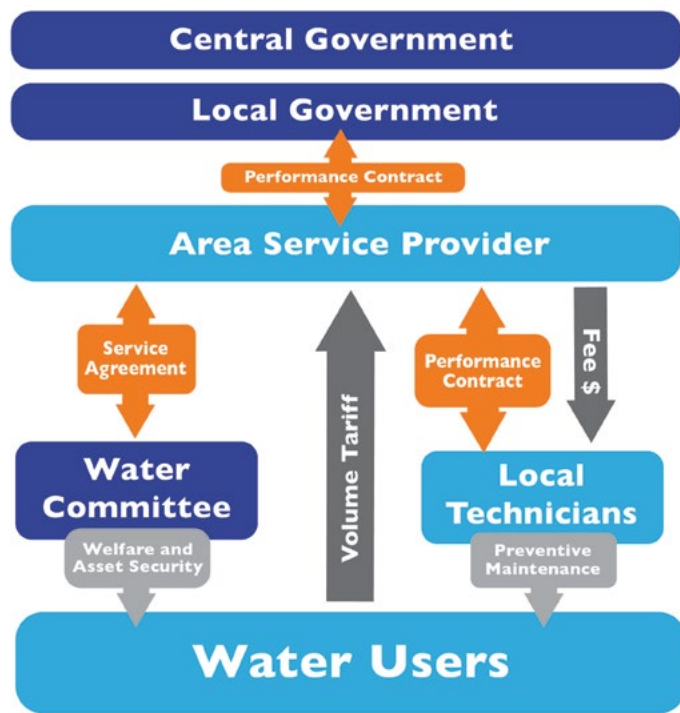 Central Government
Local Government
Performance Contract
Area Service Provider
Service
Agreement
Volume Tariff
Performance
Contract
Fee $
Water
Committee
Local
Technicians
Welfare and
Asset Security
Preventive
Maintenance
Water Users